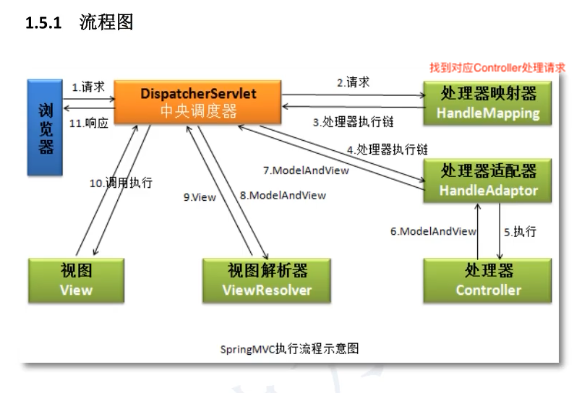 1.5.1 流程图
找到对应Controller处理请求
浏览器
1.请求
11.响应
DispatcherServlet
中央调度器
2.请求
3.处理器执行链
处理器映射器
HandleMapping
4.处理器执行链
7.ModelAndView
处理器适配器
HandleAdaptor
10.调用执行
9.View
8.ModelAndView
6.ModelAndView
5.执行
视图
View
视图解析器
ViewResolver
处理器
Controller
SpringMVC执行流程示意图